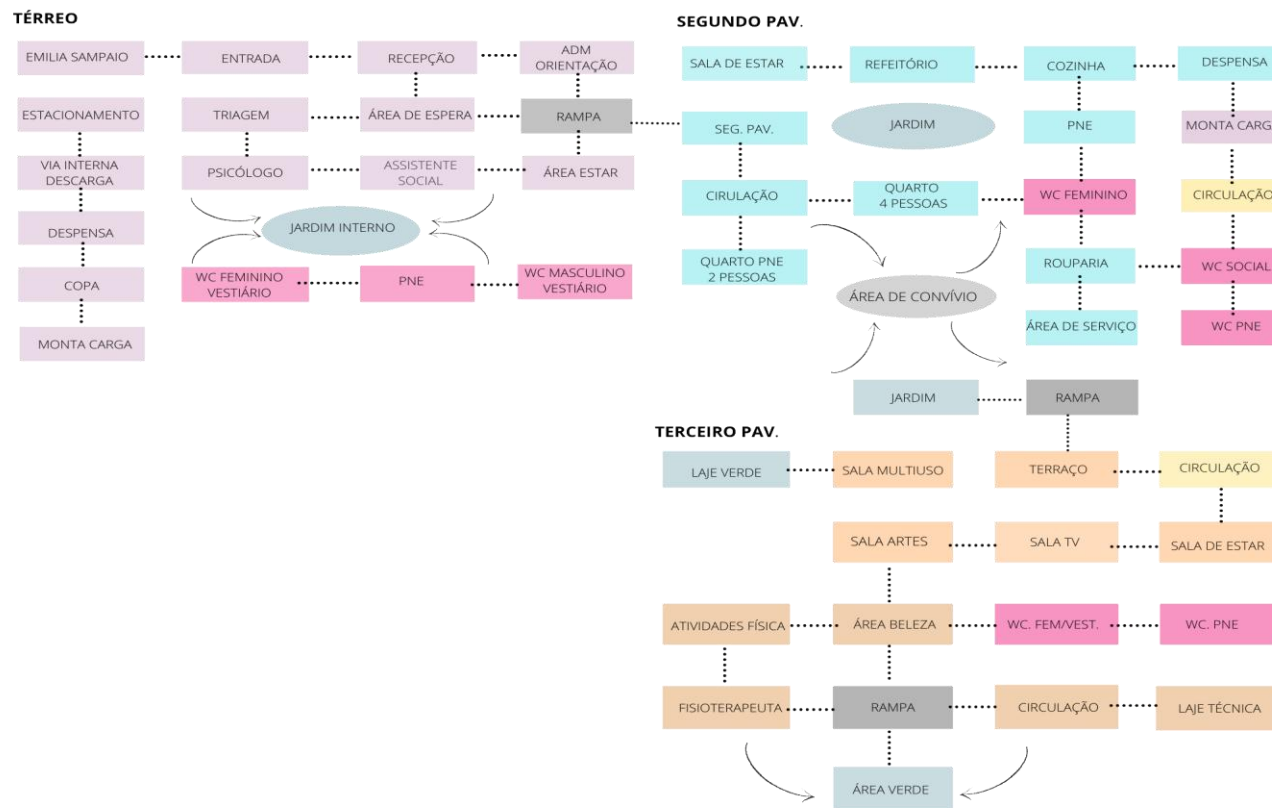 TÉRREO
EMILIA SAMPAIO
ENTRADA
RECEPÇÃO
ADM
ORIENTAÇÃO
ESTACIONAMENTO
TRIAGEM
ÁREA DE ESPERA
RAMPA
VIA INTERNA
DESCARGA
PSICÓLOGO
ASSISTENTE
SOCIAL
ÁREA ESTAR
DESPENSA
JARDIM INTERNO
COPA
WC FEMININO
VESTIÁRIO
PNE
WC MASCULINO
VESTIÁRIO
MONTA CARGA
SEGUNDO PAV.
SALA DE ESTAR
REFEITÓRIO
COZINHA
DESPENSA
SEG. PAV.
JARDIM
PNE
MONTA CARGA
CIRULAÇÃO
QUARTO
4 PESSOAS
WC FEMININO
CIRCULAÇÃO
QUARTO PNE
2 PESSOAS
ÁREA DE CONVÍVIO
ROUPARIA
WC SOCIAL
ÁREA DE SERVIÇO
WC PNE
JARDIM
RAMPA
TERCEIRO PAV.
LAJE VERDE
SALA MULTIUSO
TERRAÇO
CIRCULAÇÃO
SALA ARTES
SALA TV
SALA DE ESTAR
ATIVIDADES FÍSICA
ÁREA BELEZA
WC. FEM/VEST.
WC. PNE
FISIOTERAPEUTA
RAMPA
CIRCULAÇÃO
LAJE TÉCNICA
ÁREA VERDE